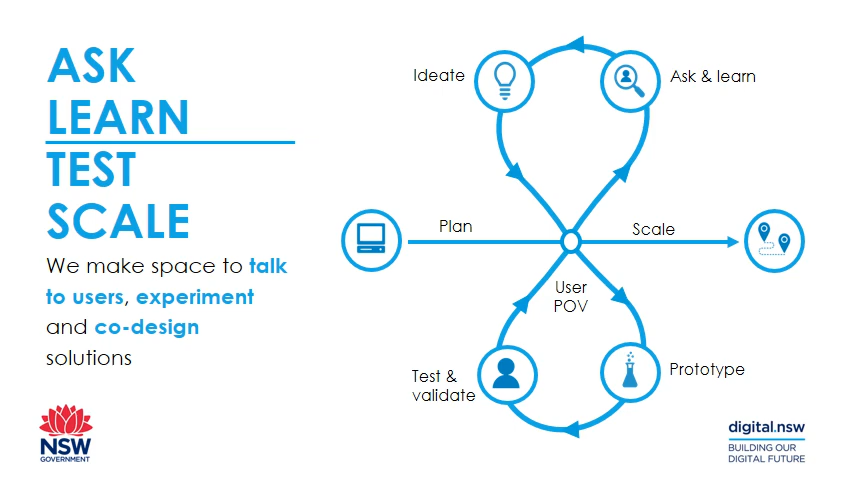 ASK
LEARN
TEST
SCALE
We make space to talk
to users, experiment
and co-design
solutions
Ideate
Ask & learn
Plan
Scale
User
POV
Test &
validate
Prototype
NSW
GOVERNMENT
digital.nsw
BUILDING OUR
DIGITAL FUTURE